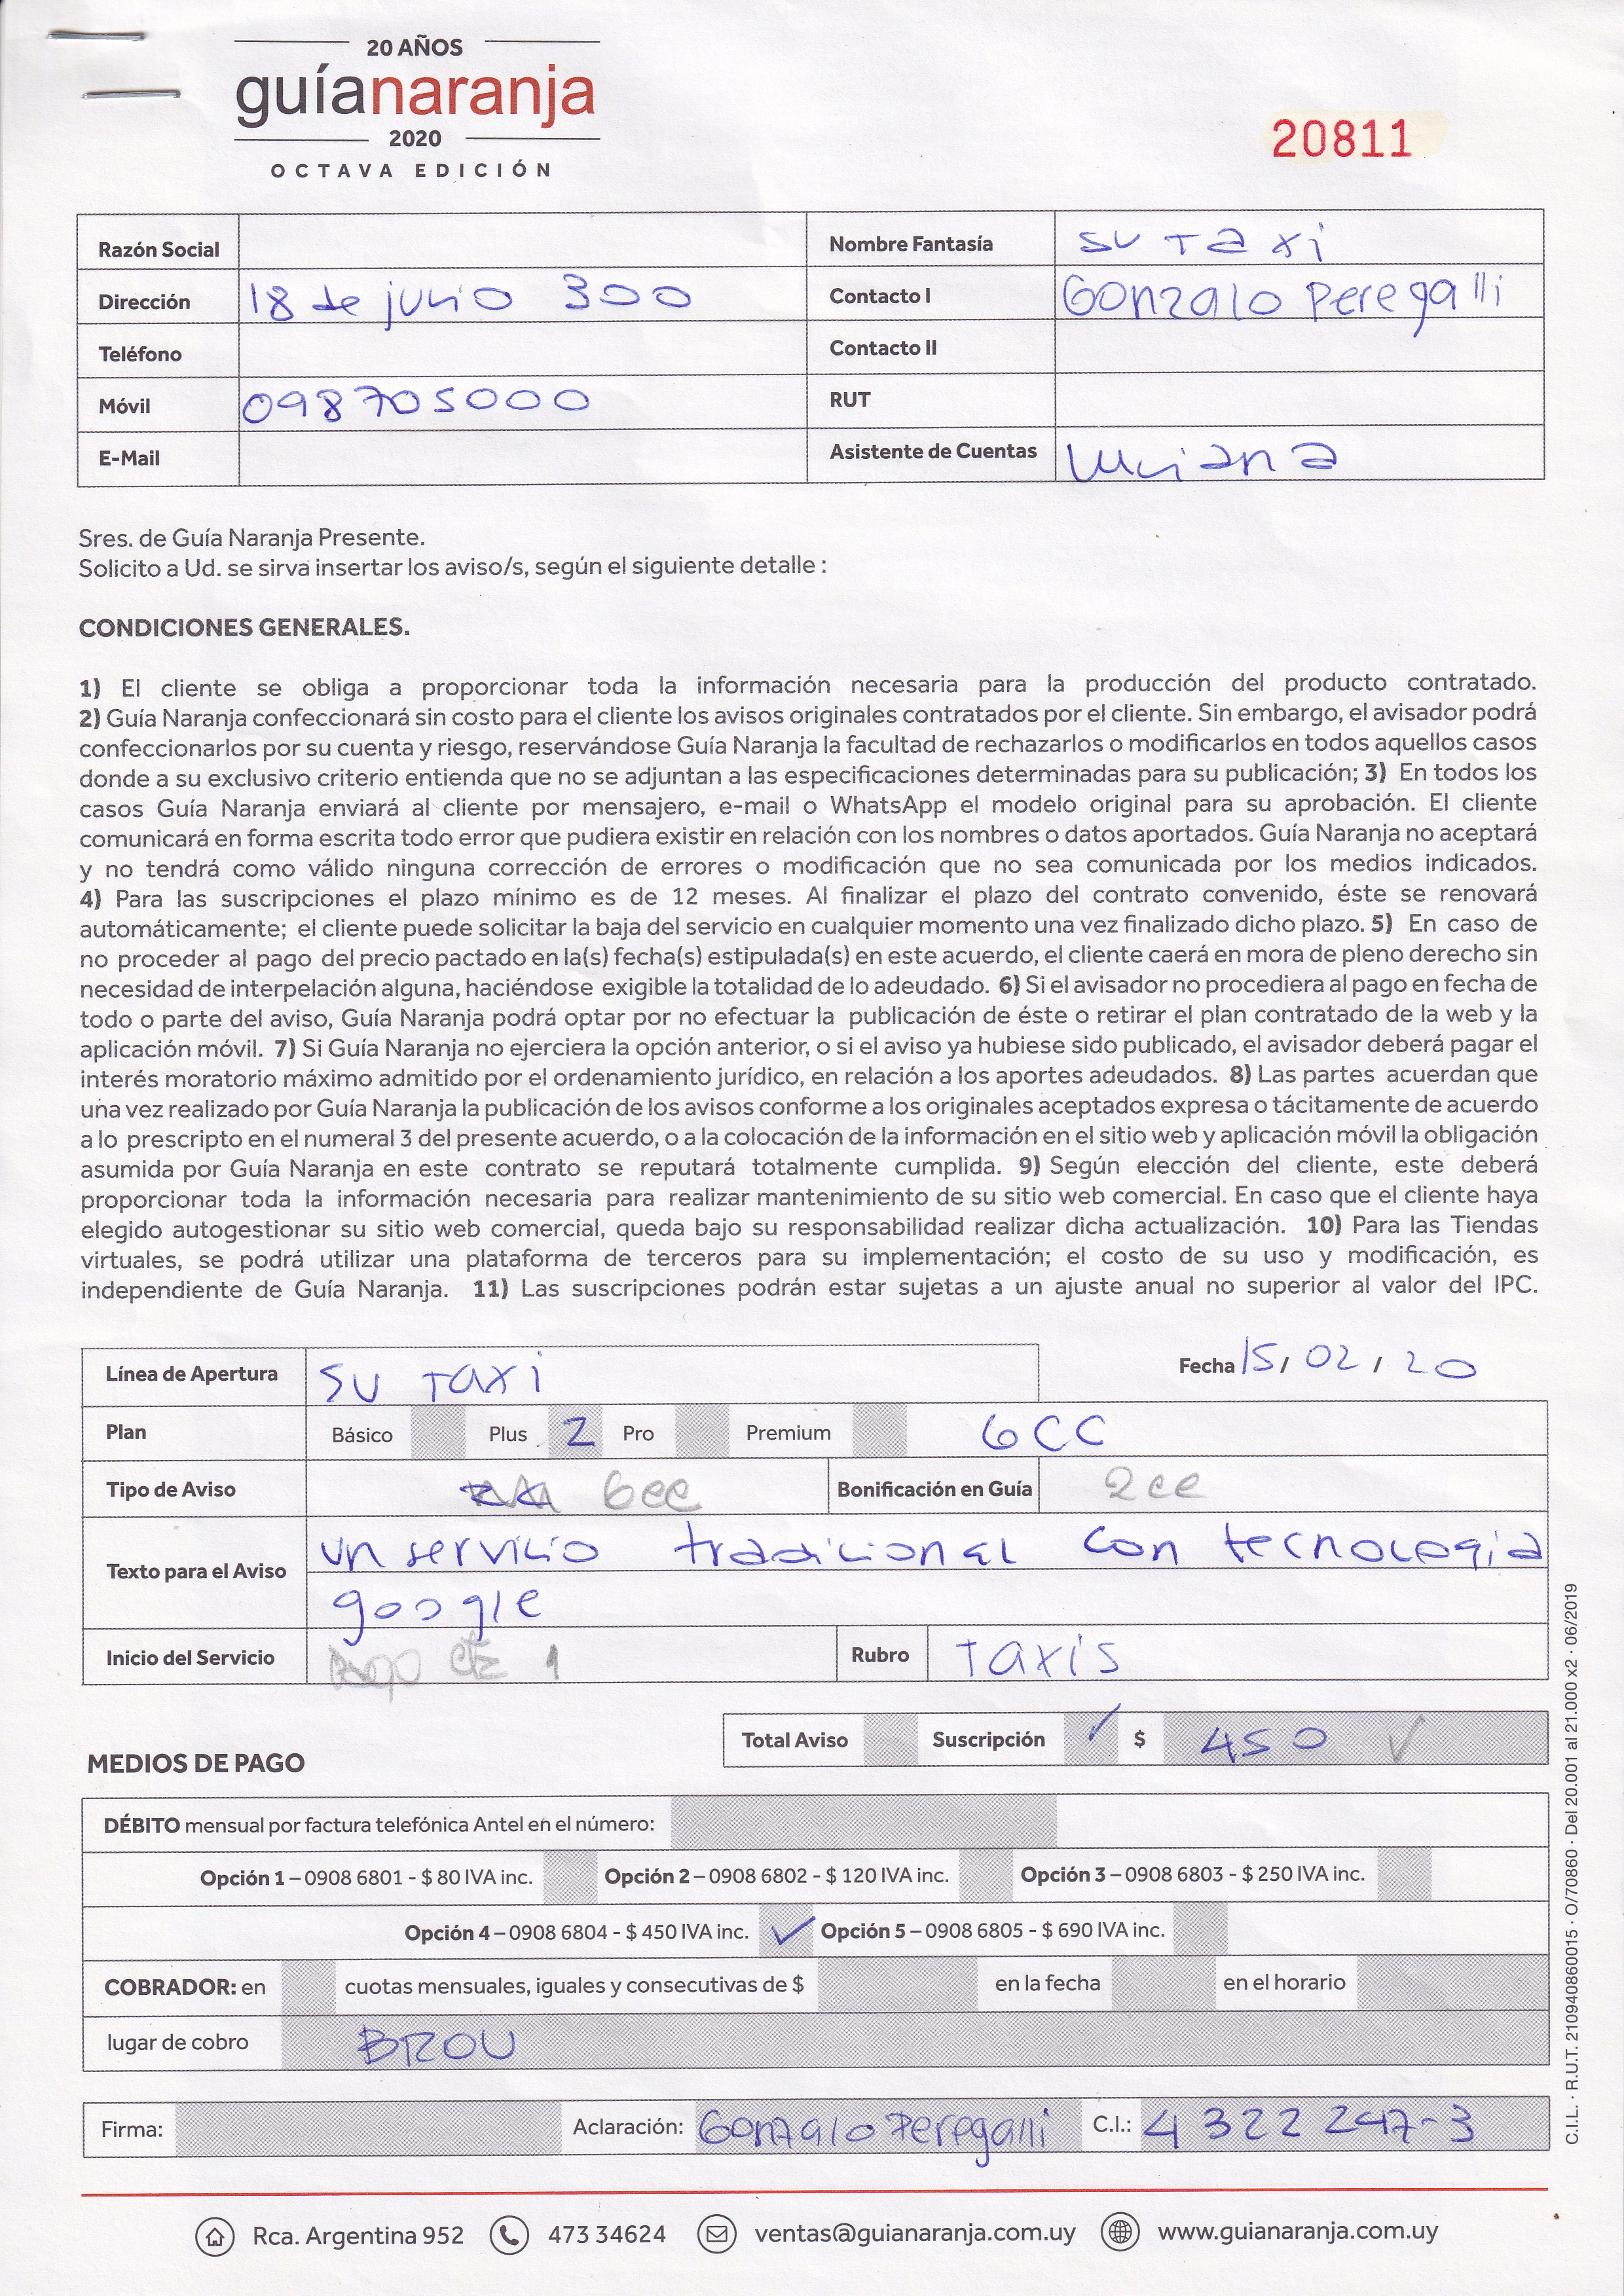 20 AÑOS
guíanaranja
2020
OCTAVA EDICIÓN
20811
Razón Social
Nombre Fantasía SU TAXI
Dirección 18 de julio 300
Contacto I Gonzalo Peregalli
Teléfono
Contacto II
Móvil 098705000
RUT
E-Mail
Asistente de Cuentas Luciana
Sres. de Guía Naranja Presente.
Solicito a Ud. se sirva insertar los aviso/s, según el siguiente detalle :
CONDICIONES GENERALES.
1) El cliente se obliga a proporcionar toda la información necesaria para la producción del producto contratado.
2) Guía Naranja confeccionará sin costo para el cliente los avisos originales contratados por el cliente. Sin embargo, el avisador podrá
confeccionarlos por su cuenta y riesgo, reservándose Guía Naranja la facultad de rechazarlos o modificarlos en todos aquellos casos
donde a su exclusivo criterio entienda que no se adjuntan a las especificaciones determinadas para su publicación; 3) En todos los
casos Guía Naranja enviará al cliente por mensajero, e-mail o WhatsApp el modelo original para su aprobación. El cliente
comunicará en forma escrita todo error que pudiera existir en relación con los nombres o datos aportados. Guía Naranja no aceptará
y no tendrá como válido ninguna corrección de errores o modificación que no sea comunicada por los medios indicados.
4) Para las suscripciones el plazo mínimo es de 12 meses. Al finalizar el plazo del contrato convenido, éste se renovará
automáticamente; el cliente puede solicitar la baja del servicio en cualquier momento una vez finalizado dicho plazo. 5) En caso de
no proceder al pago del precio pactado en la(s) fecha(s) estipulada(s) en este acuerdo, el cliente caerá en mora de pleno derecho sin
necesidad de interpelación alguna, haciéndose exigible la totalidad de lo adeudado. 6) Si el avisador no procediera al pago en fecha de
todo o parte del aviso, Guía Naranja podrá optar por no efectuar la publicación de éste o retirar el plan contratado de la web y la
aplicación móvil. 7) Si Guía Naranja no ejerciera la opción anterior, o si el aviso ya hubiese sido publicado, el avisador deberá pagar el
interés moratorio máximo admitido por el ordenamiento jurídico, en relación a los aportes adeudados. 8) Las partes acuerdan que
una vez realizado por Guía Naranja la publicación de los avisos conforme a los originales aceptados expresa o tácitamente de acuerdo
a lo prescripto en el numeral 3 del presente acuerdo, o a la colocación de la información en el sitio web y aplicación móvil la obligación
asumida por Guía Naranja en este contrato se reputará totalmente cumplida. 9) Según elección del cliente, este deberá
proporcionar toda la información necesaria para realizar mantenimiento de su sitio web comercial. En caso que el cliente haya
elegido autogestionar su sitio web comercial, queda bajo su responsabilidad realizar dicha actualización. 10) Para las Tiendas
virtuales, se podrá utilizar una plataforma de terceros para su implementación; el costo de su uso y modificación, es
independiente de Guía Naranja. 11) Las suscripciones podrán estar sujetas a un ajuste anual no superior al valor del IPC.
Línea de Apertura SU TAXI
Fecha 15/ 02 / 20
Plan Básico Plus 2 Pro Premium 6CC
Tipo de Aviso 6cc Bonificación en Guía 2cc
Texto para el Aviso un servicio tradicional con tecnologia
google
Inicio del Servicio 1 Rubro Taxis
Total Aviso Suscripción ✓ $ 450 ✓
MEDIOS DE PAGO
DÉBITO mensual por factura telefónica Antel en el número:
Opción 1 – 0908 6801 - $ 80 IVA inc. Opción 2 – 0908 6802 - $ 120 IVA inc. Opción 3 – 0908 6803 - $ 250 IVA inc.
Opción 4 – 0908 6804 - $ 450 IVA inc. ✓ Opción 5 – 0908 6805 - $ 690 IVA inc.
COBRADOR: en cuotas mensuales, iguales y consecutivas de $ en la fecha en el horario
lugar de cobro BROU
Firma: Aclaración: Gonzalo Peregalli C.I.: 4 322 247-3
Rca. Argentina 952 473 34624 ventas@guianaranja.com.uy www.guianaranja.com.uy
C.I.L. · R.U.T. 210940860015 · O/70860 · Del 20.001 al 21.000 x2 · 06/2019